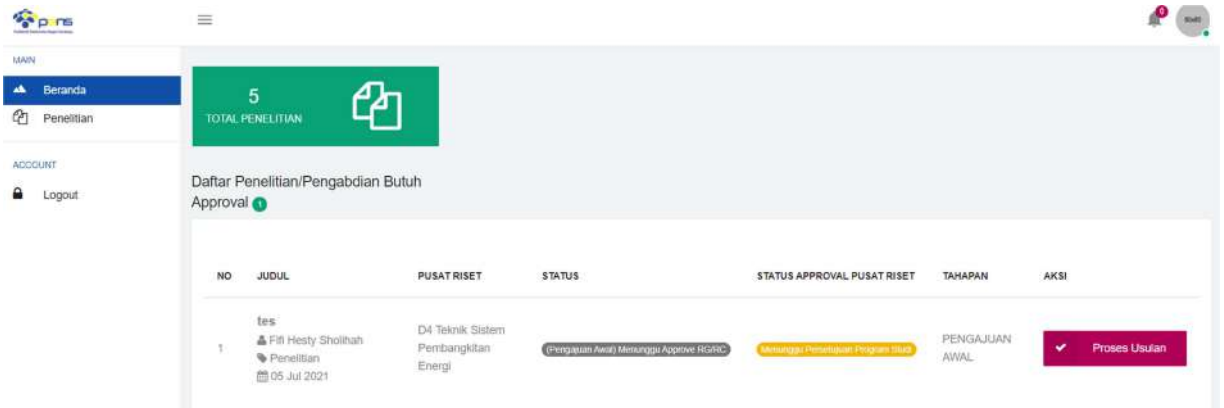 pens
0
MAIN
Beranda
Penelitian
ACCOUNT
Logout
5
TOTAL PENELITIAN
Daftar Penelitian/Pengabdian Butuh
Approval 1
NO JUDUL PUSAT RISET STATUS STATUS APPROVAL PUSAT RISET TAHAPAN AKSI
1
tes
Fifi Hesty Sholihah
Penelitian
05 Jul 2021
D4 Teknik Sistem
Pembangkitan
Energi
(Pengajuan Awal) Menunggu Approve RG/RC
Menunggu Persetujuan Program Studi
PENGAJUAN
AWAL
Proses Usulan